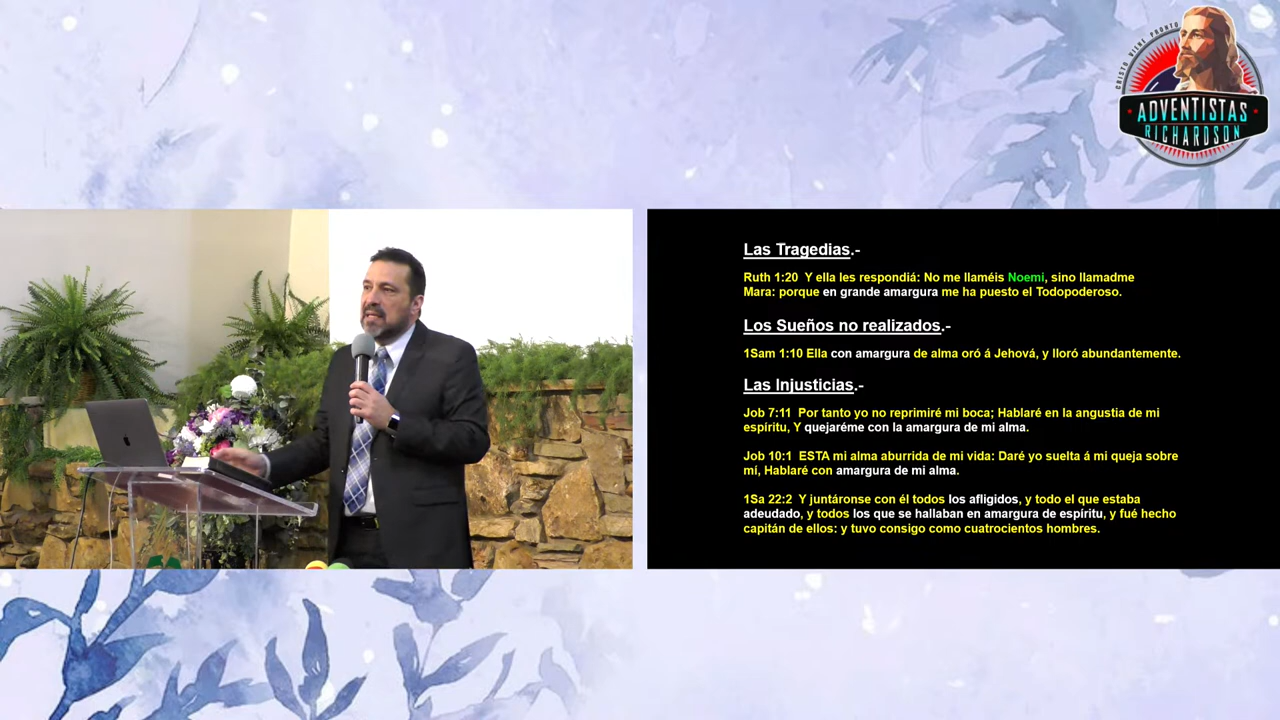 CRISTO VIENE PRONTO
ADVENTISTAS
RICHARDSON
Las Tragedias.-
Ruth 1:20 Y ella les respondiá: No me llaméis Noemi, sino llamadme
Mara: porque en grande amargura me ha puesto el Todopoderoso.
Los Sueños no realizados.-
1Sam 1:10 Ella con amargura de alma oró á Jehová, y lloró abundantemente.
Las Injusticias.-
Job 7:11 Por tanto yo no reprimiré mi boca; Hablaré en la angustia de mi
espíritu, Y quejaréme con la amargura de mi alma.
Job 10:1 ESTA mi alma aburrida de mi vida: Daré yo suelta á mi queja sobre
mí, Hablaré con amargura de mi alma.
1Sa 22:2 Y juntáronse con él todos los afligidos, y todo el que estaba
adeudado, y todos los que se hallaban en amargura de espíritu, y fué hecho
capitán de ellos: y tuvo consigo como cuatrocientos hombres.